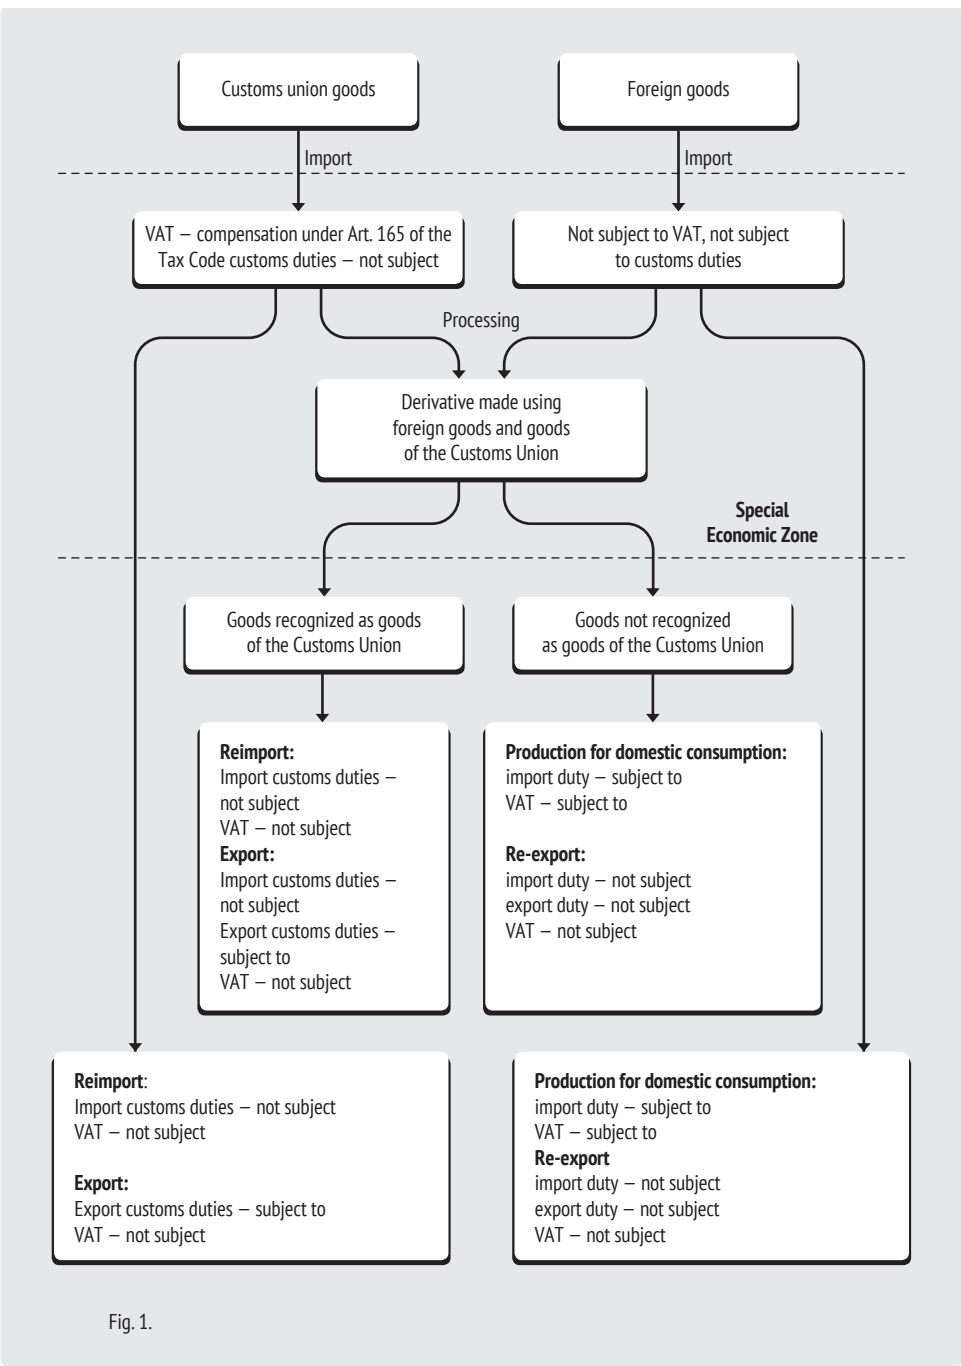 Customs union goods
Foreign goods
Import
Import
VAT — compensation under Art. 165 of the
Tax Code customs duties — not subject
Not subject to VAT, not subject
to customs duties
Processing
Derivative made using
foreign goods and goods
of the Customs Union
Special
Economic Zone
Goods recognized as goods
of the Customs Union
Goods not recognized
as goods of the Customs Union
Reimport:
Import customs duties —
not subject
VAT — not subject
Export:
Import customs duties —
not subject
Export customs duties —
subject to
VAT — not subject
Production for domestic consumption:
import duty — subject to
VAT — subject to
Re-export:
import duty — not subject
export duty — not subject
VAT — not subject
Reimport:
Import customs duties — not subject
VAT — not subject
Export:
Export customs duties — subject to
VAT — not subject
Production for domestic consumption:
import duty — subject to
VAT — subject to
Re-export
import duty — not subject
export duty — not subject
VAT — not subject
Fig. 1.